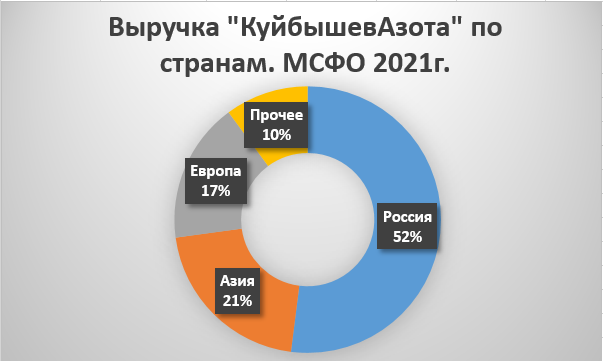 Выручка "КуйбышевАзота" по
странам. МСФО 2021г.
Прочее
10%
Европа
17%
Россия
52%
Азия
21%